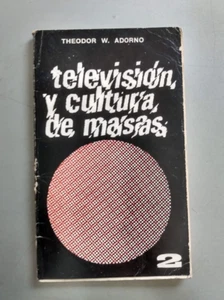 THEODOR W. ADORNO
televisión
y cultura
de masas
2